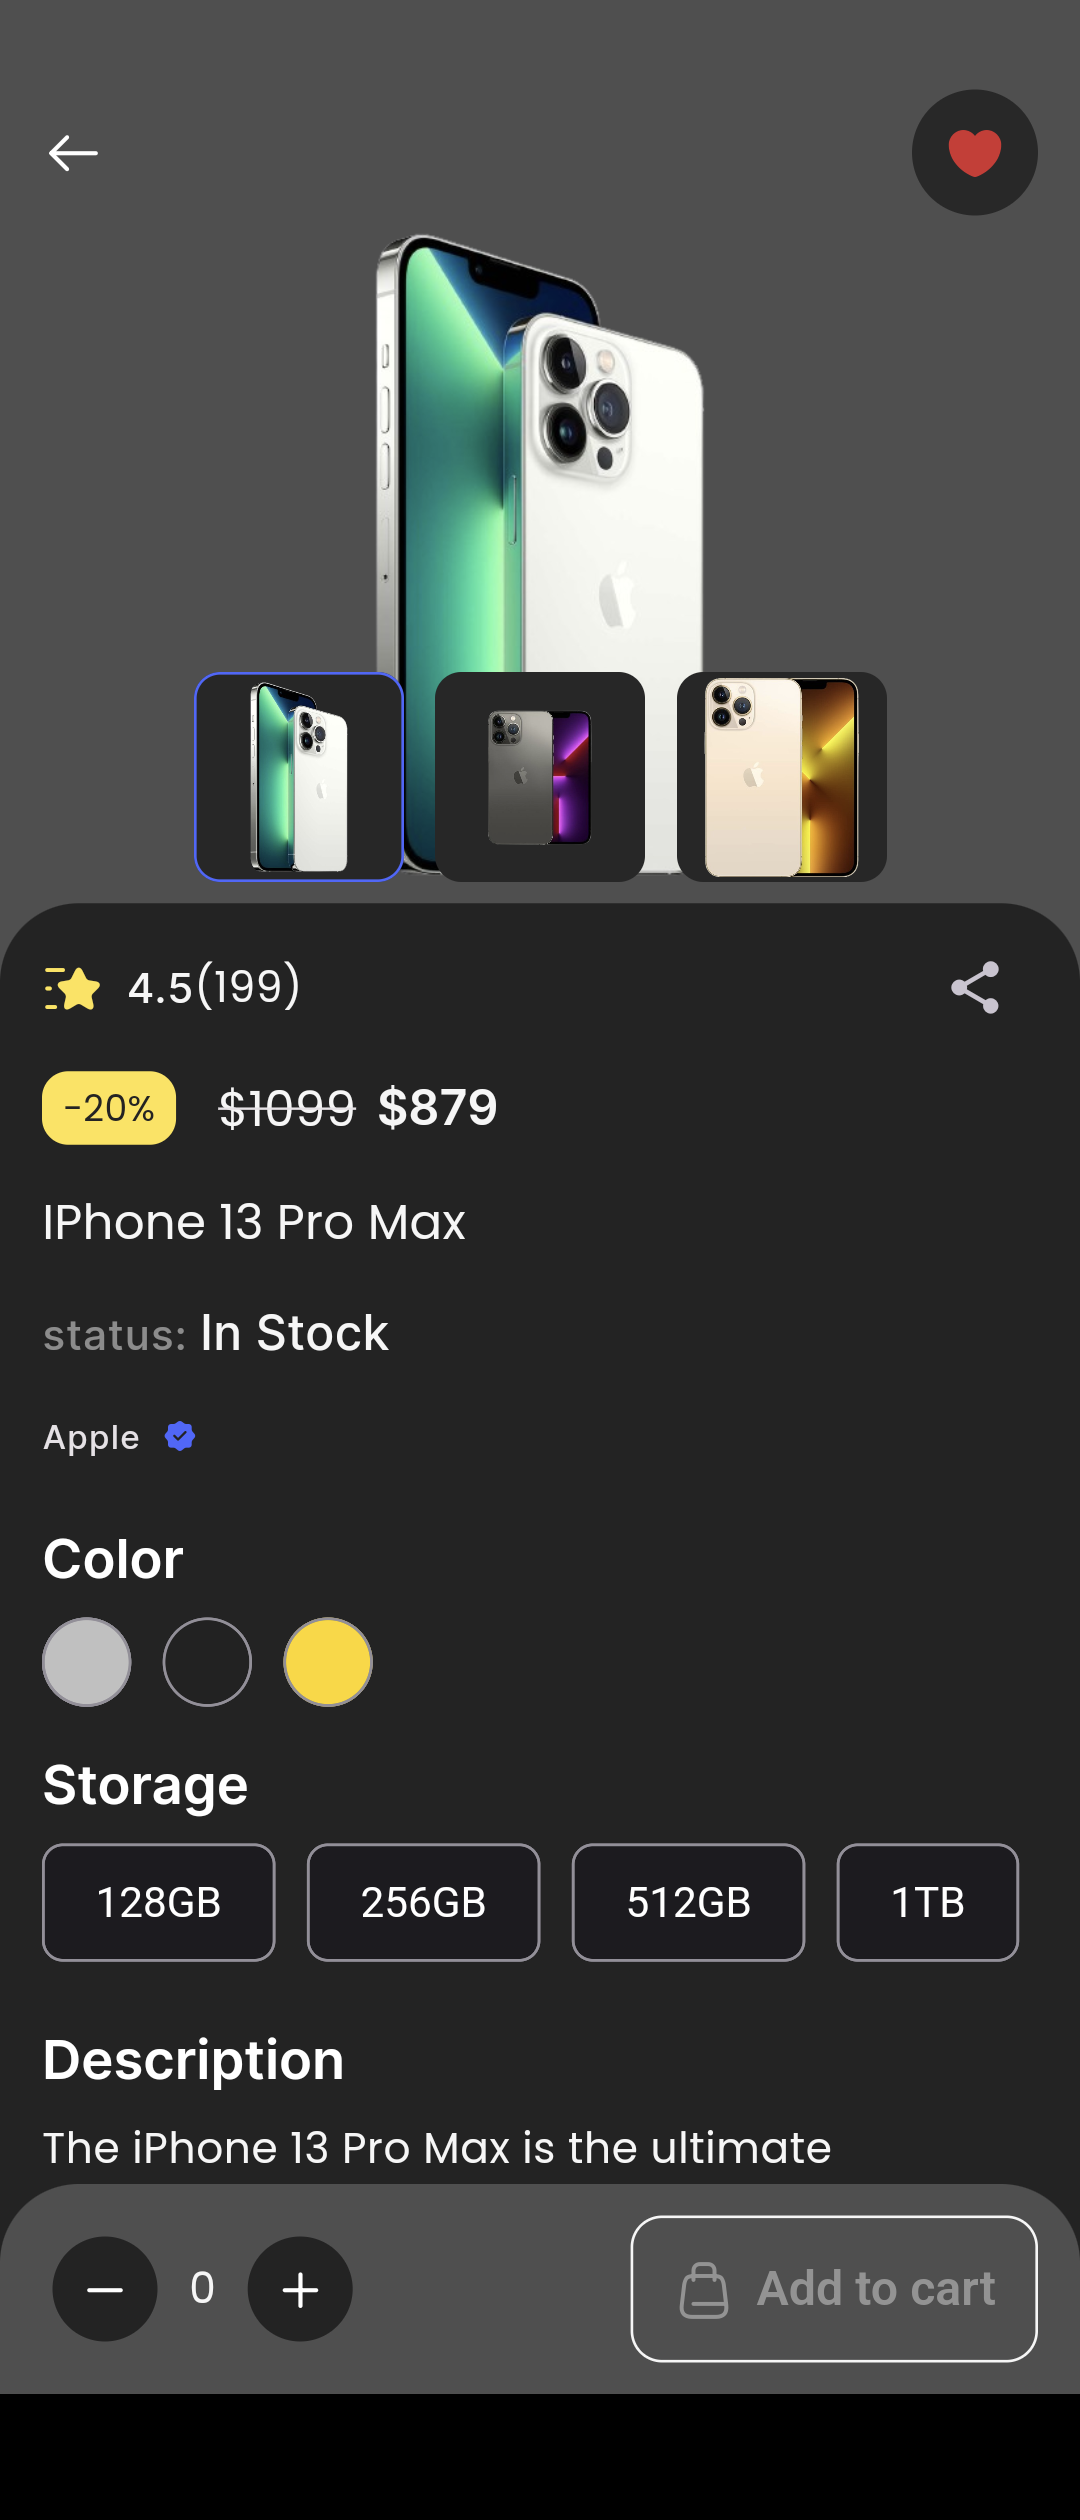 4.5(199)
-20% $1099 $879
IPhone 13 Pro Max
status: In Stock
Apple
Color
Storage
128GB 256GB 512GB 1TB
Description
The iPhone 13 Pro Max is the ultimate
0 Add to cart